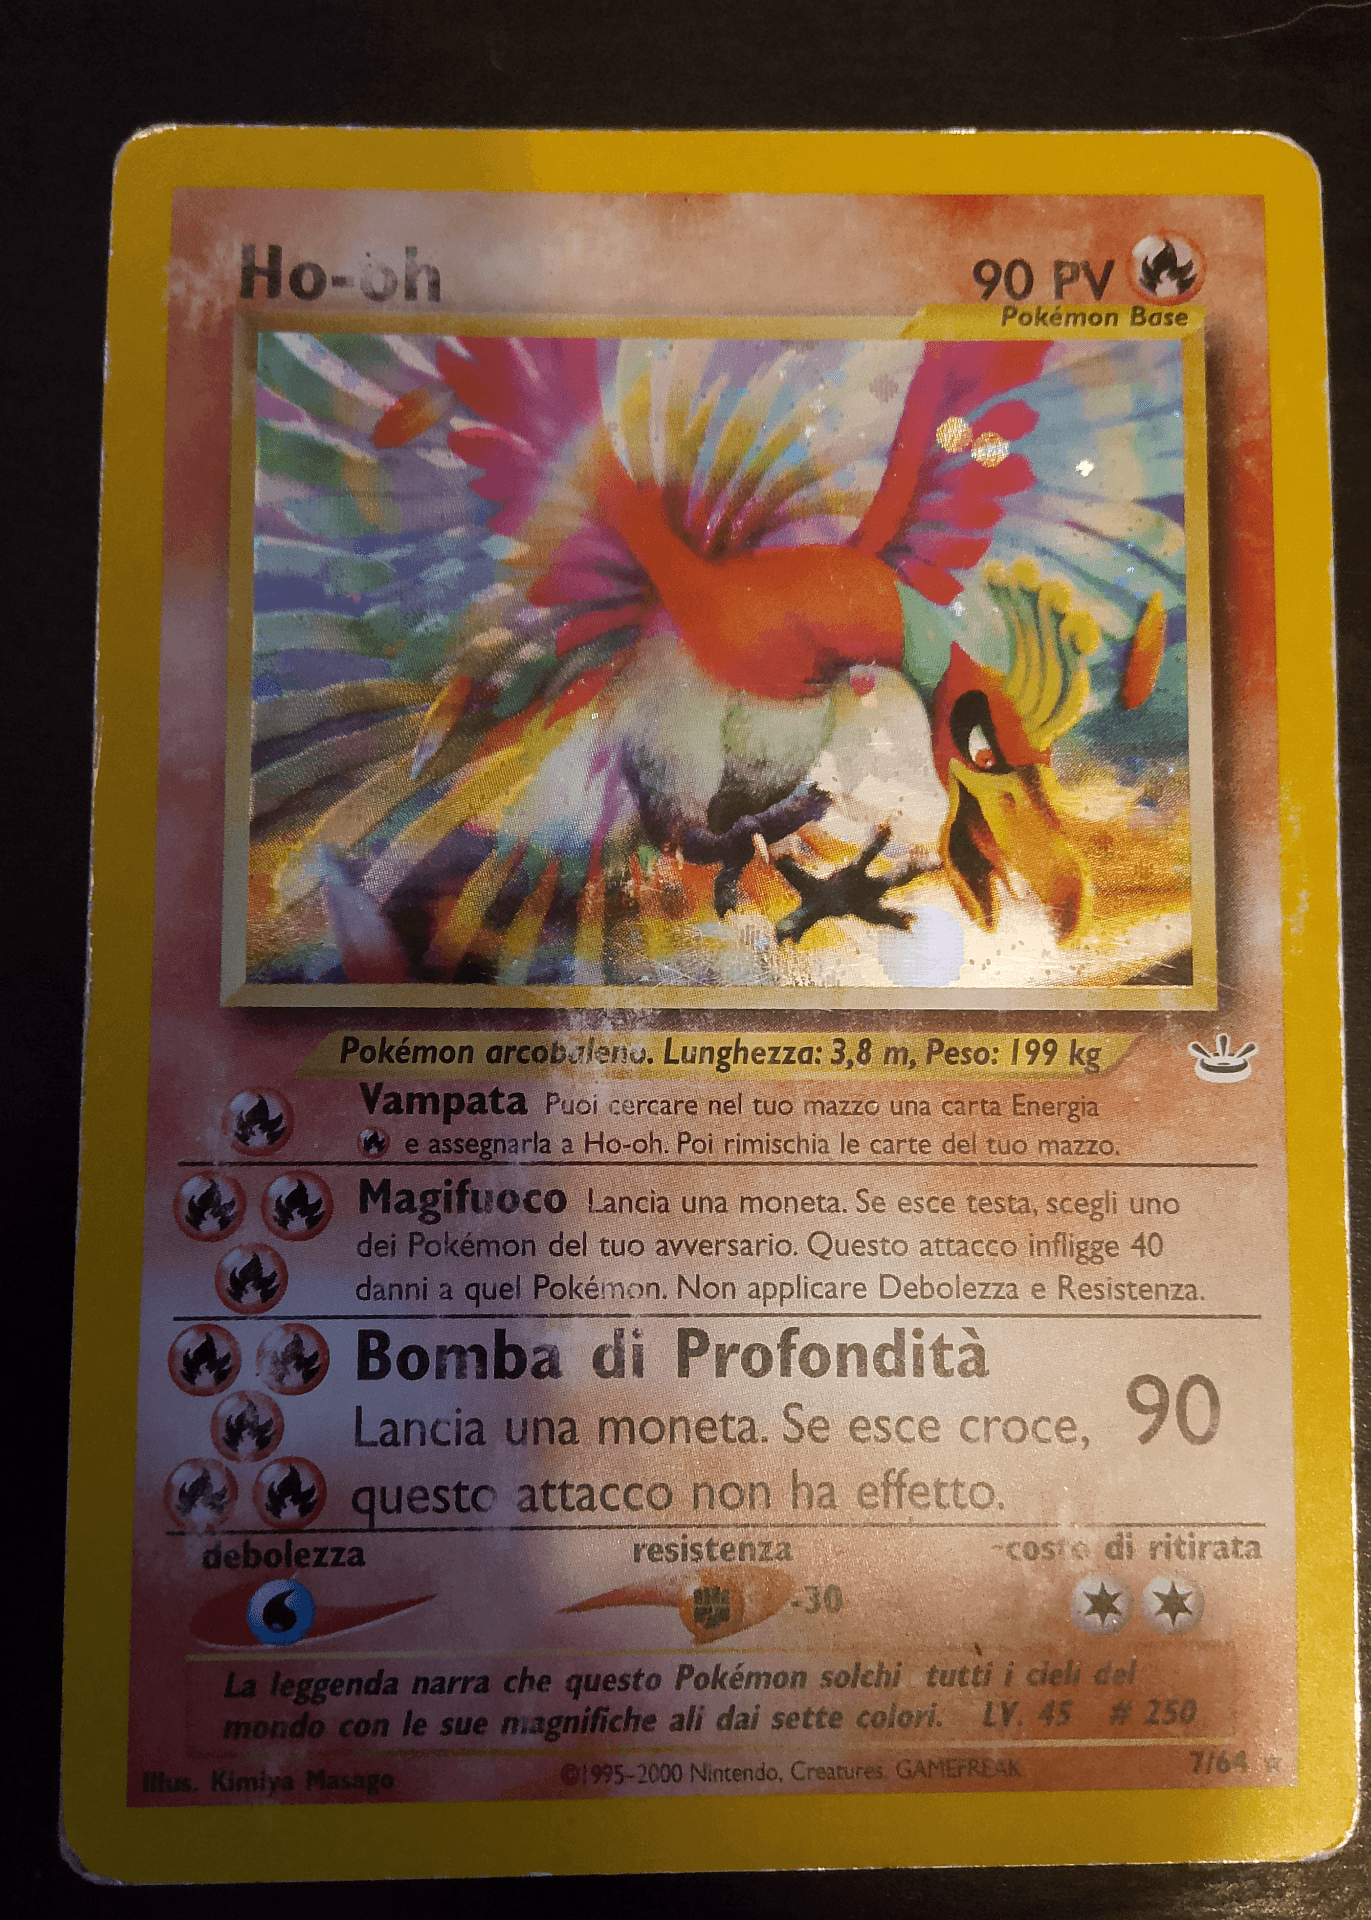 Ho-oh
90 PV
Pokémon Base
Pokémon arcobaleno. Lunghezza: 3,8 m, Peso: 199 kg
Vampata Puoi cercare nel tuo mazzo una carta Energia
e assegnarla a Ho-oh. Poi rimischia le carte del tuo mazzo.
Magifuoco Lancia una moneta. Se esce testa, scegli uno
dei Pokémon del tuo avversario. Questo attacco infligge 40
danni a quel Pokémon. Non applicare Debolezza e Resistenza.
Bomba di Profondità
Lancia una moneta. Se esce croce,
questo attacco non ha effetto.
90
debolezza
resistenza
costo di ritirata
-30
La leggenda narra che questo Pokémon solchi tutti i cieli del
mondo con le sue magnifiche ali dai sette colori. LV. 45 # 250
Illus. Kimiya Masago
©1995-2000 Nintendo, Creatures, GAMEFREAK.
7/64 ★